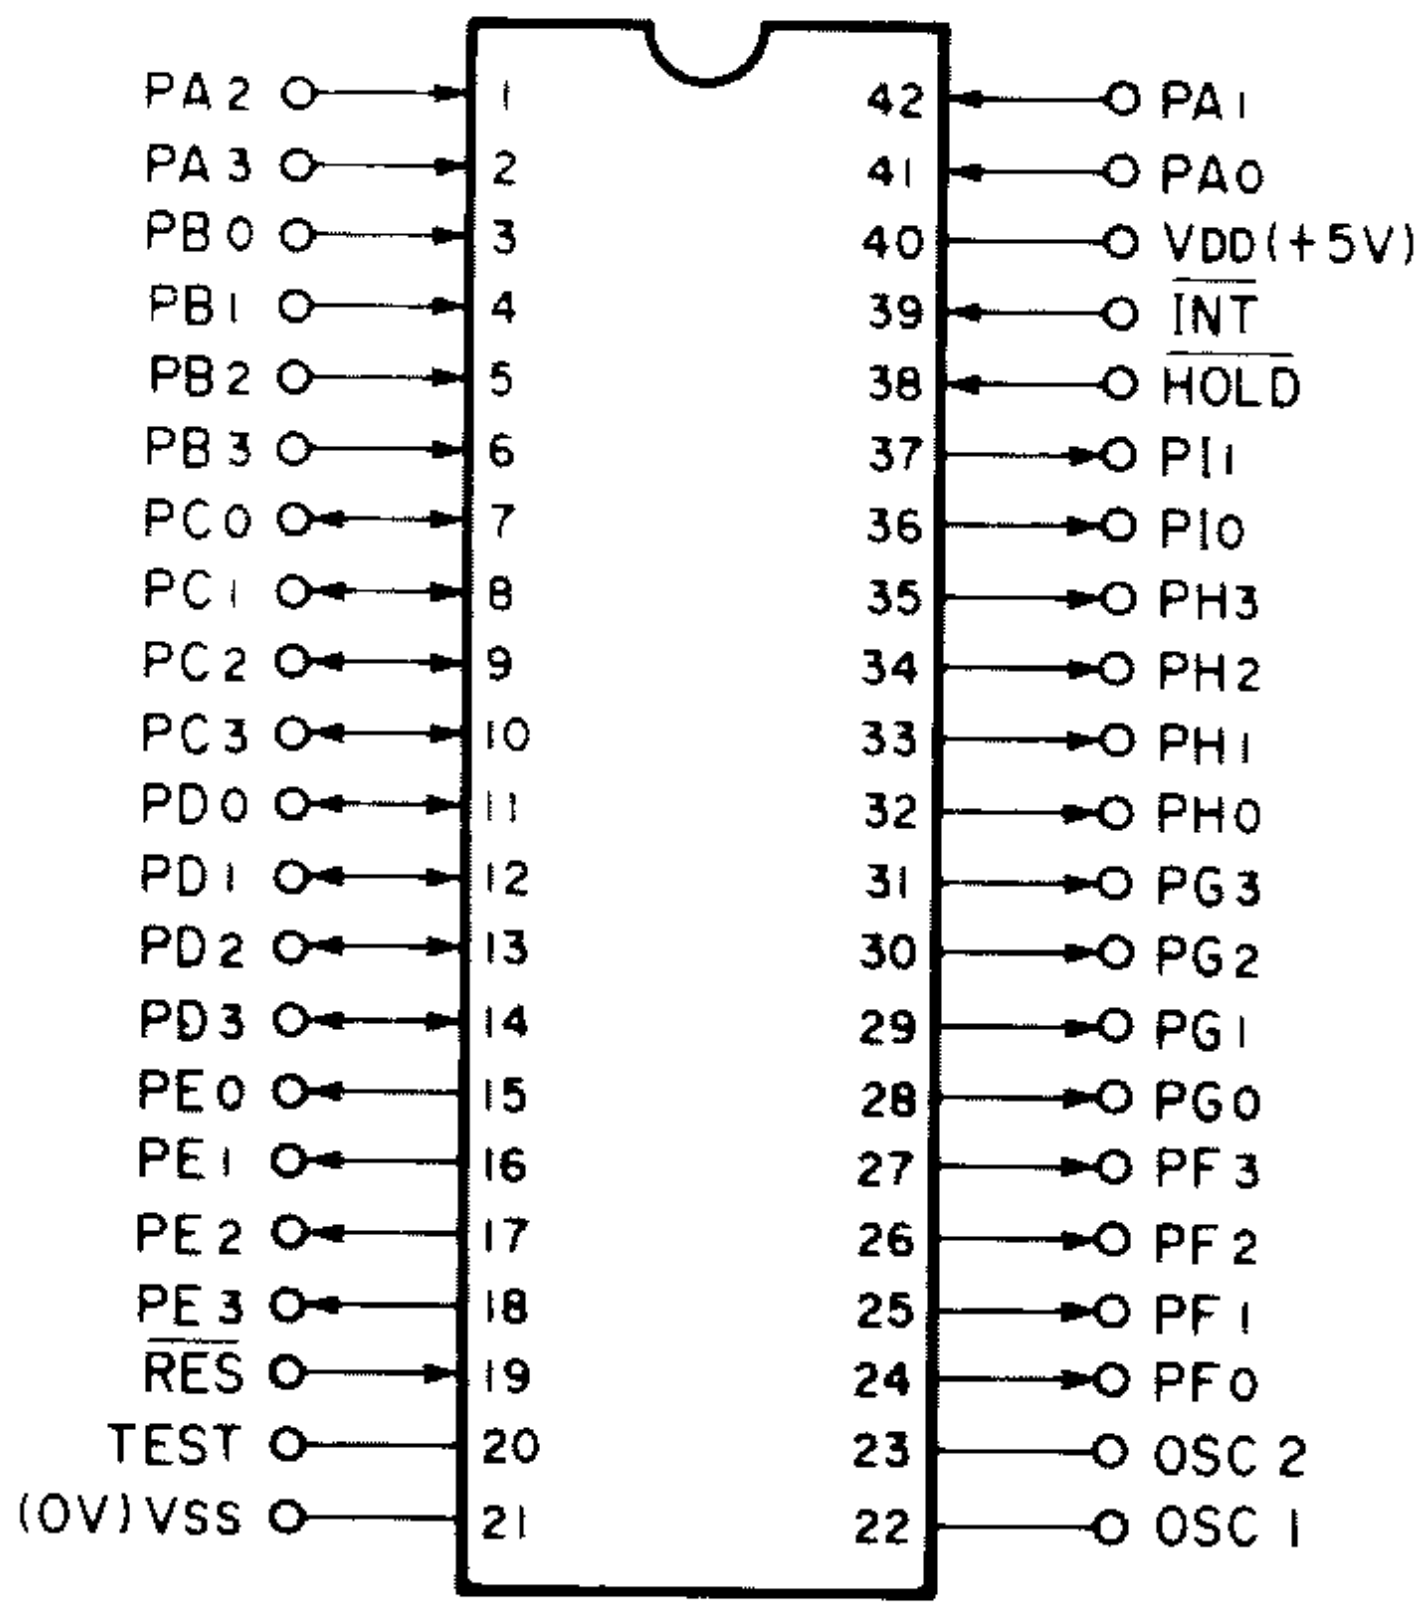 PA2 1 42 PA1
PA3 2 41 PA0
PB0 3 40 VDD(+5V)
PB1 4 39 INT
PB2 5 38 HOLD
PB3 6 37 PI1
PC0 7 36 PI0
PC1 8 35 PH3
PC2 9 34 PH2
PC3 10 33 PH1
PD0 11 32 PH0
PD1 12 31 PG3
PD2 13 30 PG2
PD3 14 29 PG1
PE0 15 28 PG0
PE1 16 27 PF3
PE2 17 26 PF2
PE3 18 25 PF1
RES 19 24 PF0
TEST 20 23 OSC2
(0V)VSS 21 22 OSC1